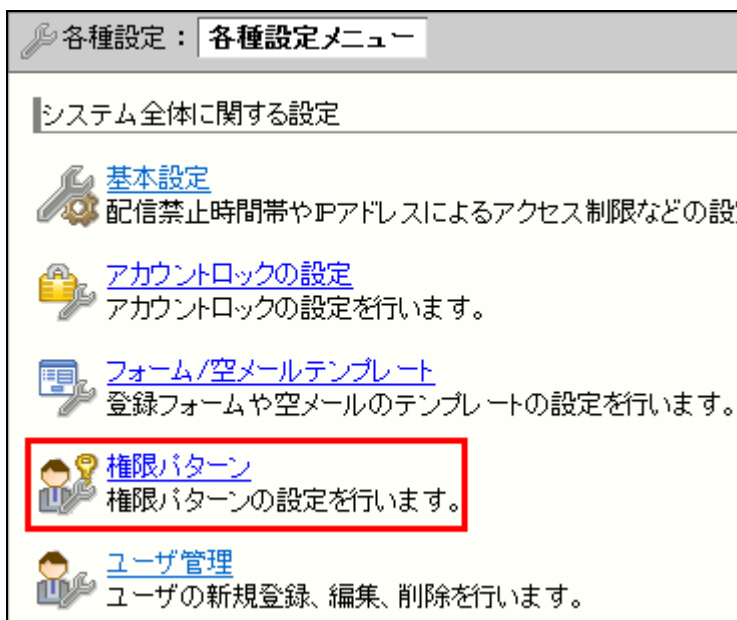 各種設定： 各種設定メニュー
システム全体に関する設定
基本設定
配信禁止時間帯やIPアドレスによるアクセス制限などの設
アカウントロックの設定
アカウントロックの設定を行います。
フォーム/空メールテンプレート
登録フォームや空メールのテンプレートの設定を行います。
権限パターン
権限パターンの設定を行います。
ユーザ管理
ユーザの新規登録、編集、削除を行います。